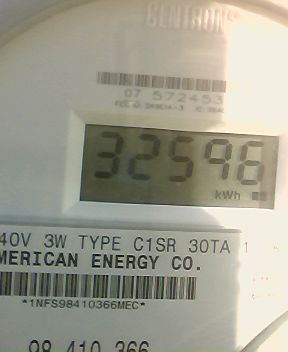 CENTRON®
07 572453
32596
kWh
40V 3W TYPE C1SR 30TA 1
MERICAN ENERGY CO.
*1NFS98410366MEC*
98 410 366